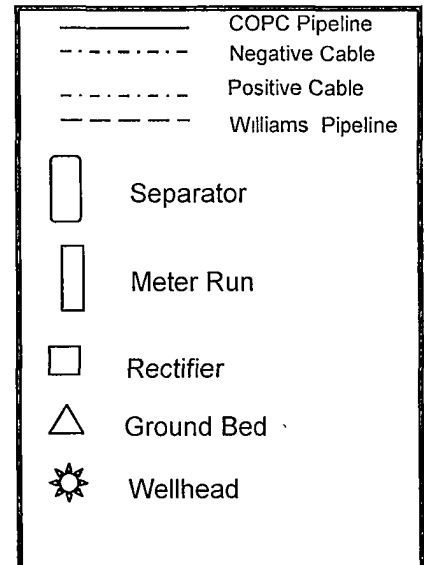 COPC Pipeline
Negative Cable
Positive Cable
Williams Pipeline
Separator
Meter Run
Rectifier
Ground Bed
Wellhead